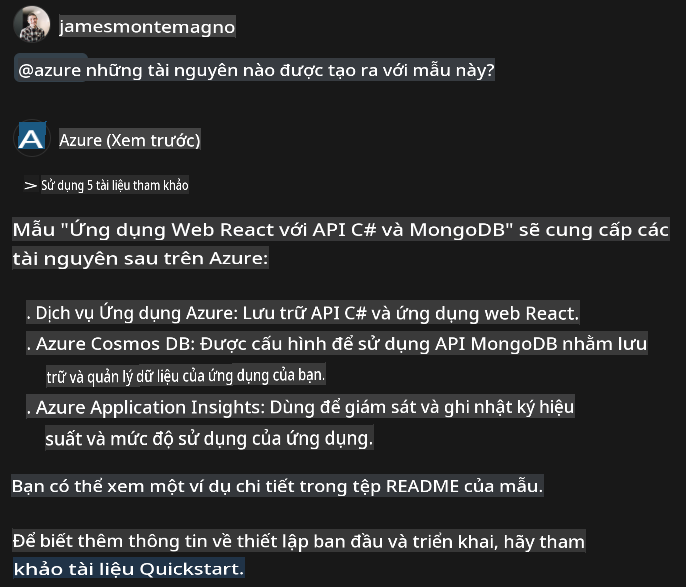 jamesmontemagno
@azure những tài nguyên nào được tạo ra với mẫu này?
A
Azure (Xem trước)
> Sử dụng 5 tài liệu tham khảo
Mẫu "Ứng dụng Web React với API C# và MongoDB" sẽ cung cấp các
tài nguyên sau trên Azure:
. Dịch vụ Ứng dụng Azure: Lưu trữ API C# và ứng dụng web React.
. Azure Cosmos DB: Được cấu hình để sử dụng API MongoDB nhằm lưu
trữ và quản lý dữ liệu của ứng dụng của bạn.
. Azure Application Insights: Dùng để giám sát và ghi nhật ký hiệu
suất và mức độ sử dụng của ứng dụng.
Bạn có thể xem một ví dụ chi tiết trong tệp README của mẫu.
Để biết thêm thông tin về thiết lập ban đầu và triển khai, hãy tham
khảo tài liệu Quickstart.